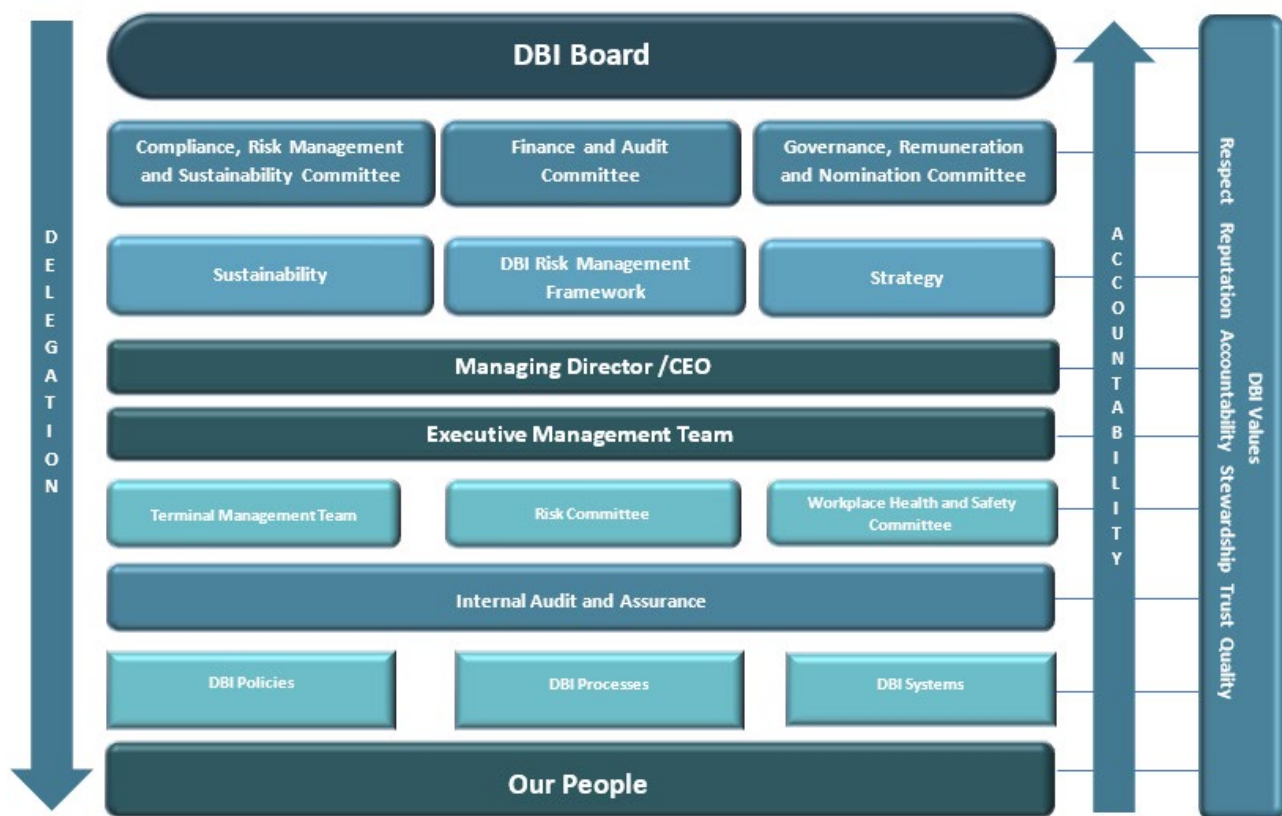 DBI Board
Compliance, Risk Management
and Sustainability Committee
Finance and Audit
Committee
Governance, Remuneration
and Nomination Committee
Sustainability
DBI Risk Management
Framework
Strategy
Managing Director /CEO
Executive Management Team
Terminal Management Team
Risk Committee
Workplace Health and Safety
Committee
Internal Audit and Assurance
DBI Policies
DBI Processes
DBI Systems
Our People
DELEGATION
ACCOUNTABILITY
DBI Values
Respect Reputation Accountability Stewardship Trust Quality